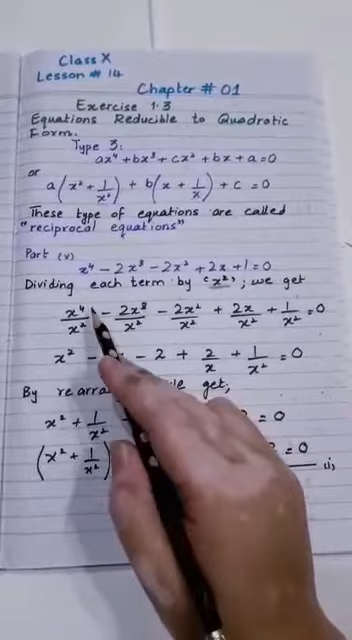 Class X
Lesson # 14
Chapter # 01
Exercise 1.3
Equations Reducible to Quadratic
Form.
Type 3:
ax⁴ + bx³ + cx² + bx + a = 0
or
a(x² + 1/x²) + b(x + 1/x) + c = 0
These type of equations are called
"reciprocal equations"
Part (v)
x⁴ - 2x³ - 2x² + 2x + 1 = 0
Dividing each term by (x²), we get
x⁴/x² - 2x³/x² - 2x²/x² + 2x/x² + 1/x² = 0
x² - - 2 + 2/x + 1/x² = 0
By get,
x² + 1/x² = 0
(x² + 1/x²) = 0